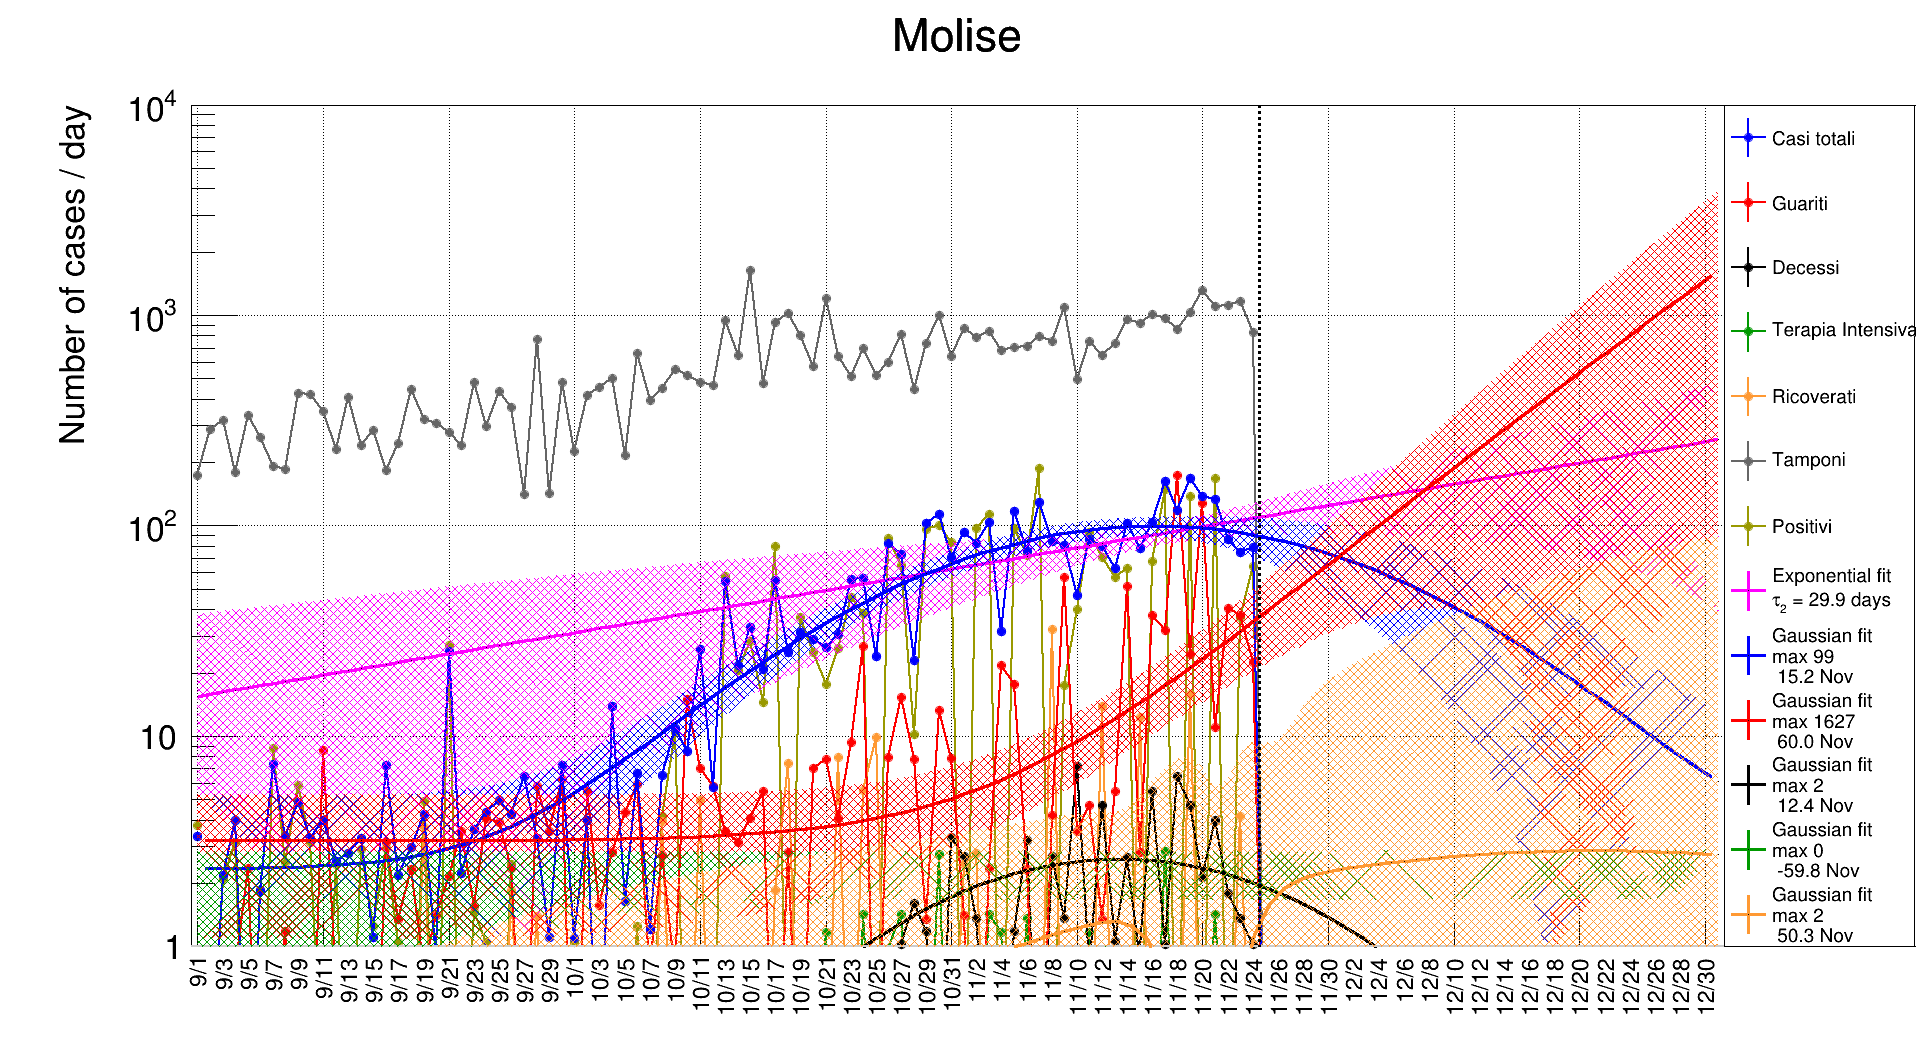 Molise
Number of cases / day
10^4
10^3
10^2
10
1
9/1
9/3
9/5
9/7
9/9
9/11
9/13
9/15
9/17
9/19
9/21
9/23
9/25
9/27
9/29
10/1
10/3
10/5
10/7
10/9
10/11
10/13
10/15
10/17
10/19
10/21
10/23
10/25
10/27
10/29
10/31
11/2
11/4
11/6
11/8
11/10
11/12
11/14
11/16
11/18
11/20
11/22
11/24
11/26
11/28
11/30
12/2
12/4
12/6
12/8
12/10
12/12
12/14
12/16
12/18
12/20
12/22
12/24
12/26
12/28
12/30
Casi totali
Guariti
Decessi
Terapia Intensiva
Ricoverati
Tamponi
Positivi
Exponential fit
τ₂ = 29.9 days
Gaussian fit
max 99
15.2 Nov
Gaussian fit
max 1627
60.0 Nov
Gaussian fit
max 2
12.4 Nov
Gaussian fit
max 0
-59.8 Nov
Gaussian fit
max 2
50.3 Nov